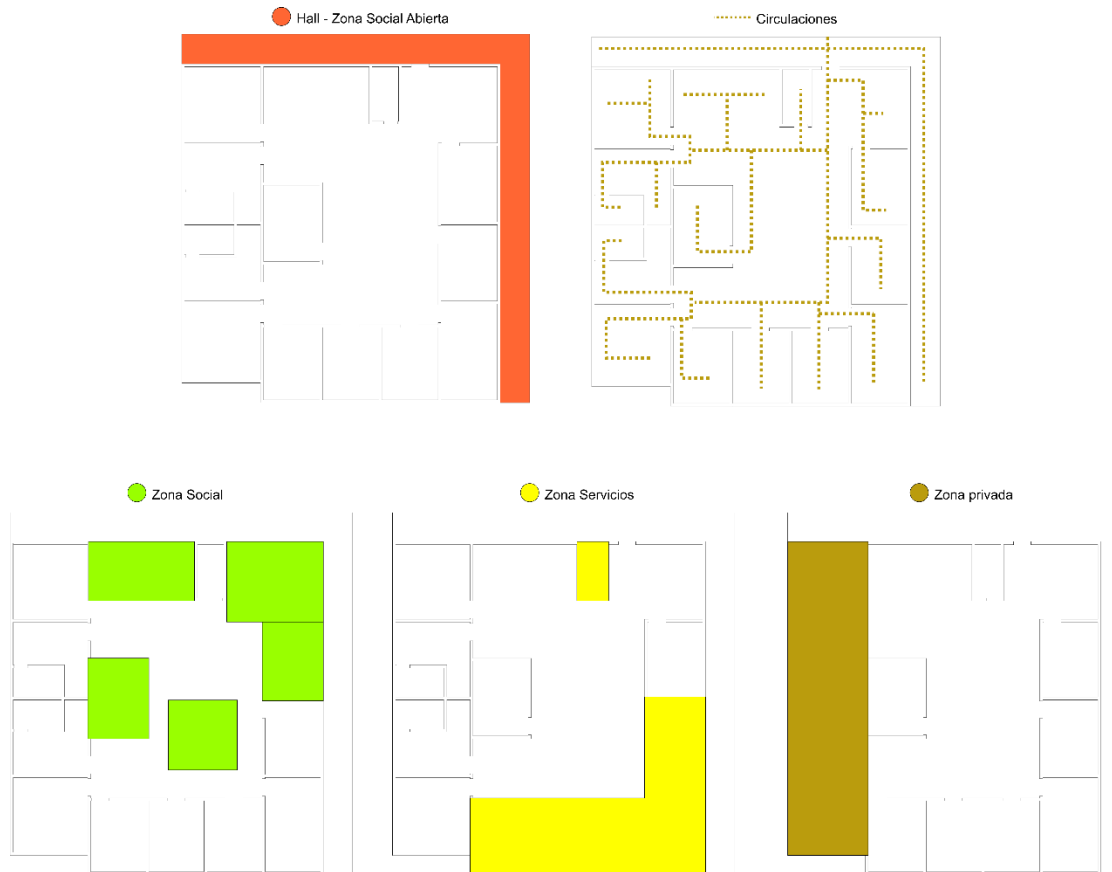 Hall - Zona Social Abierta
Circulaciones
Zona Social
Zona Servicios
Zona privada